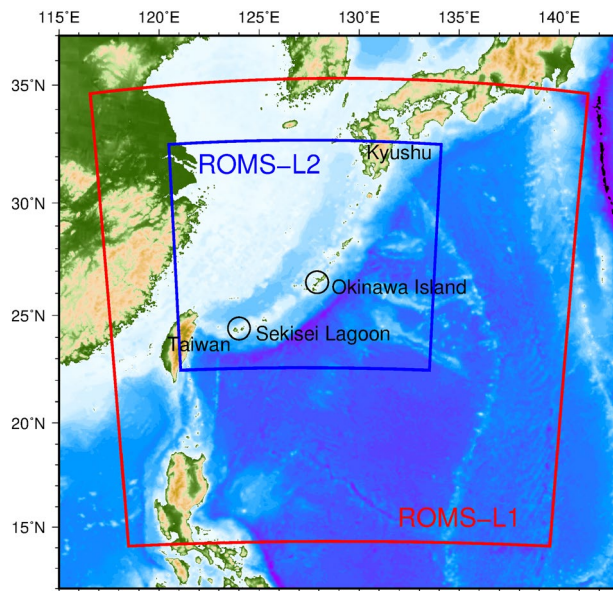 115°E 120°E 125°E 130°E 135°E 140°E
35°N
Kyushu
ROMS-L2
30°N
Okinawa Island
25°N
Sekisei Lagoon
Taiwan
20°N
ROMS-L1
15°N